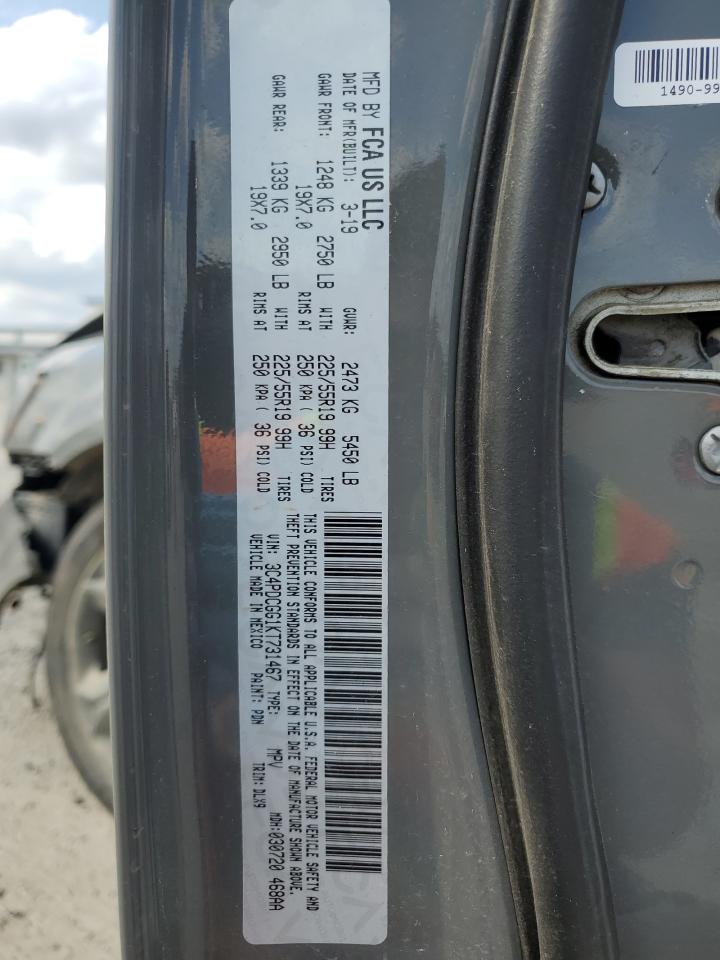 MFD BY FCA US LLC
DATE OF MFR(BUILT): 3-19 GVWR: 2473 KG 5450 LB
GAWR FRONT: 1248 KG 2750 LB WITH 225/55R19 99H TIRES
19X7.0 RIMS AT 250 KPA ( 36 PSI) COLD
GAWR REAR: 1339 KG 2950 LB WITH 225/55R19 99H TIRES
19X7.0 RIMS AT 250 KPA ( 36 PSI) COLD
THIS VEHICLE CONFORMS TO ALL APPLICABLE U.S.A. FEDERAL MOTOR VEHICLE SAFETY AND
THEFT PREVENTION STANDARDS IN EFFECT ON THE DATE OF MANUFACTURE SHOWN ABOVE.
VIN: 3C4PDCGG1KT731467 TYPE: MPV MDH:030720 468AA
VEHICLE MADE IN MEXICO PAINT: PDN TRIM: DLX9
1490-99